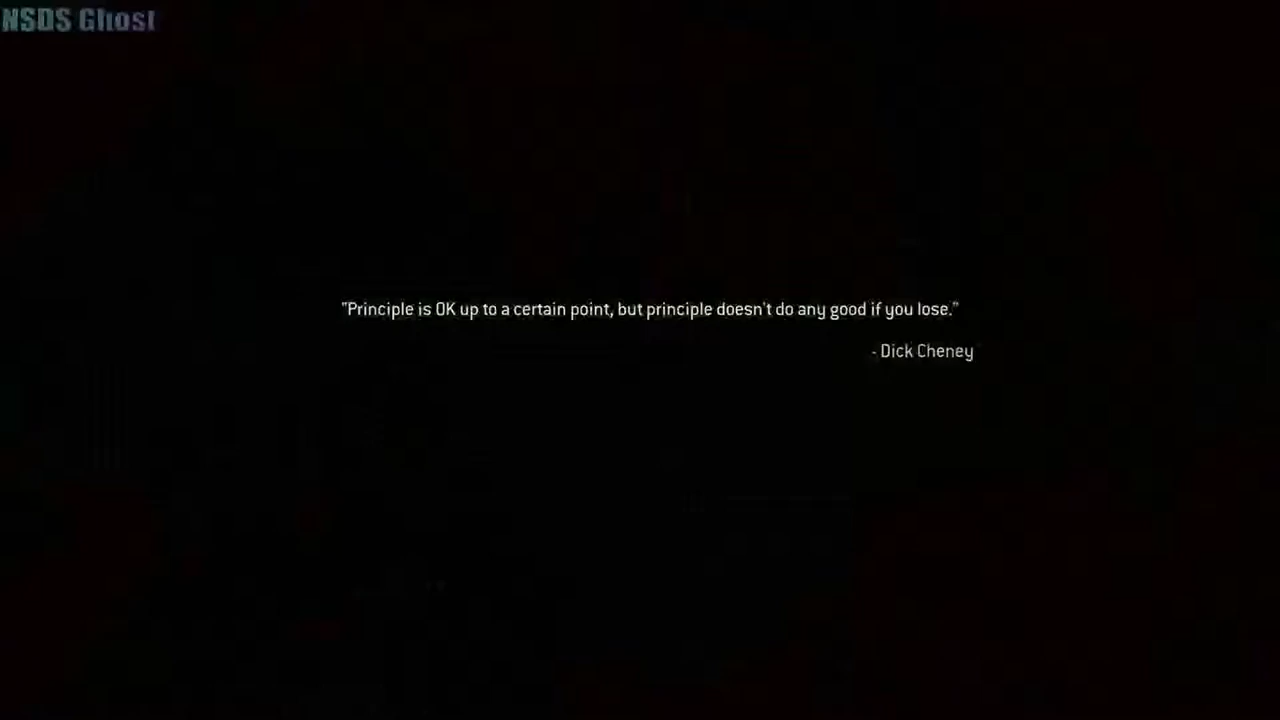 NSDS Ghost
"Principle is OK up to a certain point, but principle doesn't do any good if you lose."
- Dick Cheney